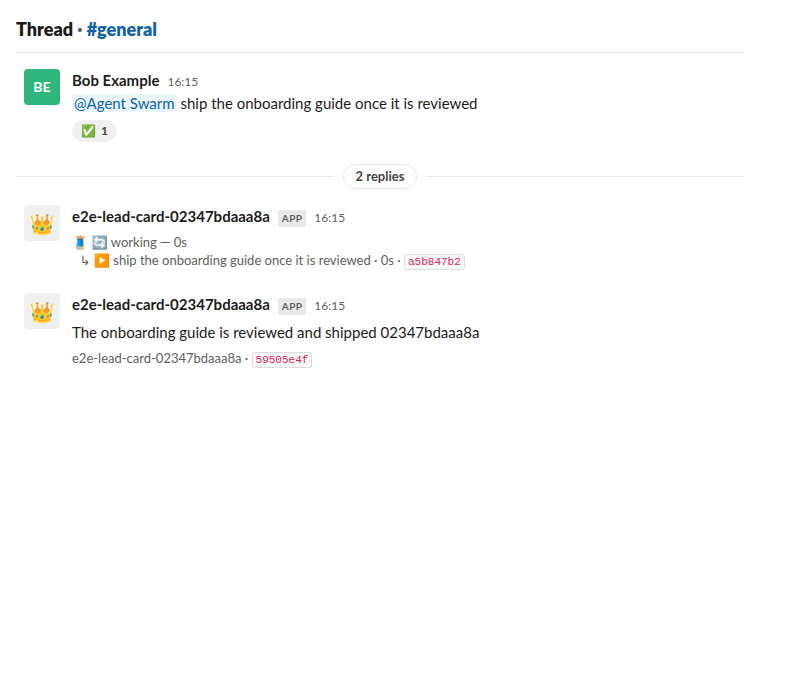 Thread • #general
BE
Bob Example 16:15
@Agent Swarm ship the onboarding guide once it is reviewed
✅ 1
2 replies
e2e-lead-card-02347bdaaa8a APP 16:15
🧵 🔄 working — 0s
↳ ▶️ ship the onboarding guide once it is reviewed · 0s · a5b847b2
e2e-lead-card-02347bdaaa8a APP 16:15
The onboarding guide is reviewed and shipped 02347bdaaa8a
e2e-lead-card-02347bdaaa8a · 59505e4f